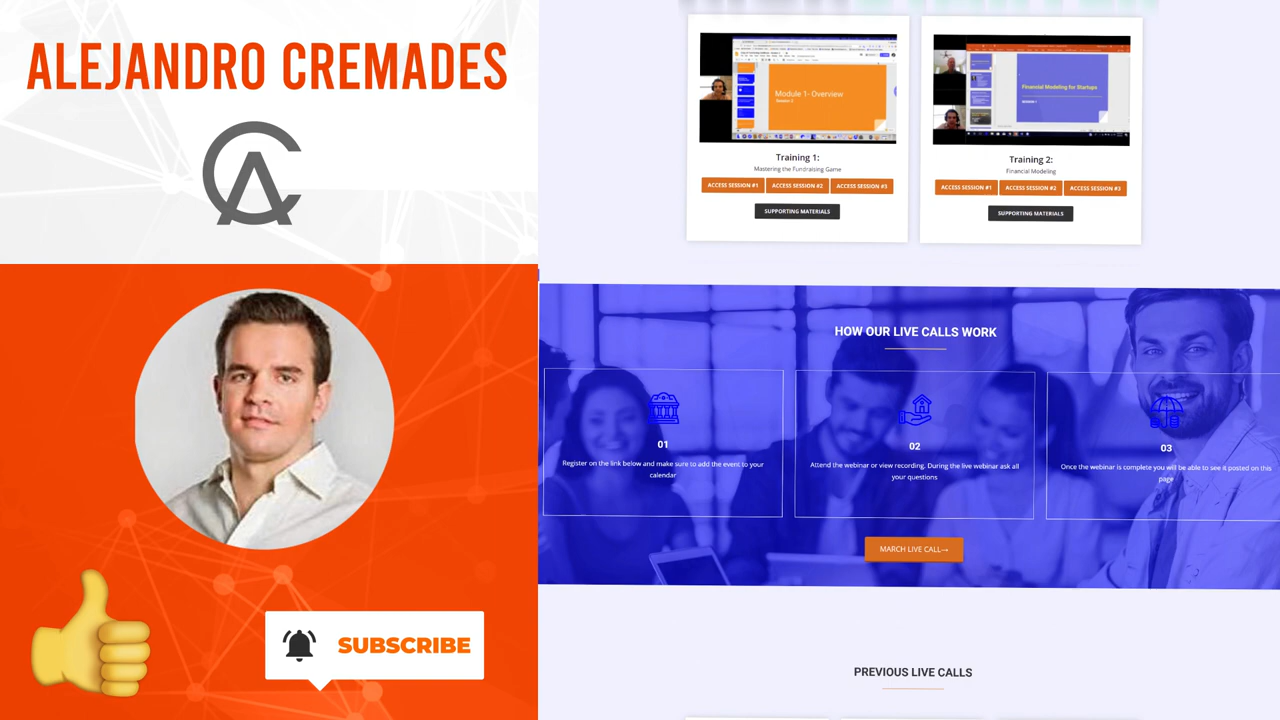 ALEJANDRO CREMADES
CA
SUBSCRIBE
Module 1- Overview
Session 2
Financial Modeling for Startups
SESSION 1
Training 1:
Mastering the Fundraising Game
ACCESS SESSION #1 ACCESS SESSION #2 ACCESS SESSION #3
SUPPORTING MATERIALS
Training 2:
Financial Modeling
ACCESS SESSION #1 ACCESS SESSION #2 ACCESS SESSION #3
SUPPORTING MATERIALS
HOW OUR LIVE CALLS WORK
01
Register on the link below and make sure to add the event to your
calendar
02
Attend the webinar or view recording. During the live webinar ask all
your questions
03
Once the webinar is complete you will be able to see it posted on this
page
MARCH LIVE CALL→
PREVIOUS LIVE CALLS